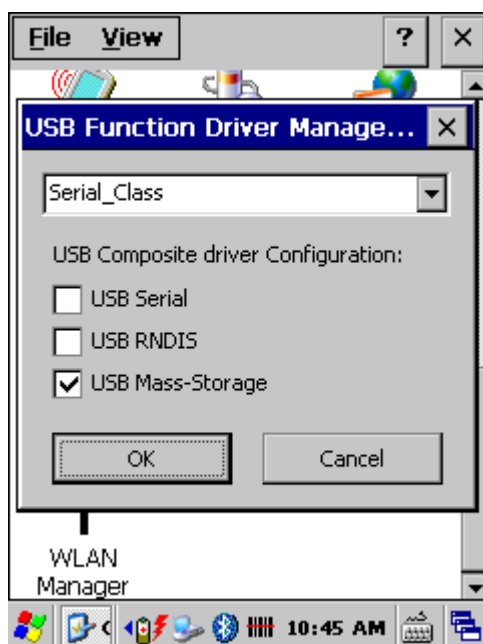 File View ? ×
USB Function Driver Manage... ×
Serial_Class
USB Composite driver Configuration:
USB Serial
USB RNDIS
USB Mass-Storage
OK Cancel
WLAN
Manager
10:45 AM